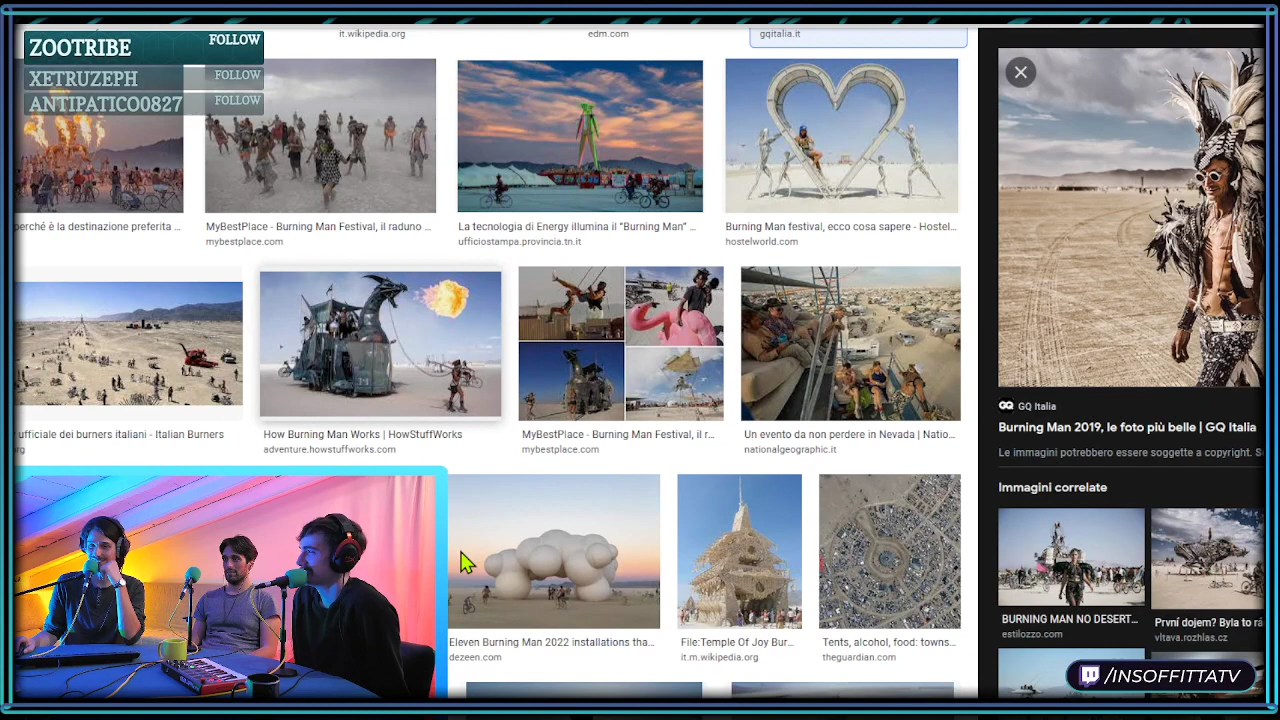 it.wikipedia.org
edm.com
gqitalia.it
ZOOTRIBE
FOLLOW
XETRUZEPH
FOLLOW
ANTIPATICO0827
FOLLOW
perché è la destinazione preferita ...
MyBestPlace - Burning Man Festival, il raduno ...
mybestplace.com
La tecnologia di Energy illumina il “Burning Man” ...
ufficiostampa.provincia.tn.it
Burning Man festival, ecco cosa sapere - Hostel...
hostelworld.com
ufficiale dei burners italiani - Italian Burners
How Burning Man Works | HowStuffWorks
adventure.howstuffworks.com
MyBestPlace - Burning Man Festival, il r...
mybestplace.com
Un evento da non perdere in Nevada | Natio...
nationalgeographic.it
Eleven Burning Man 2022 installations tha...
dezeen.com
File:Temple Of Joy Bur...
it.m.wikipedia.org
Tents, alcohol, food: towns...
theguardian.com
GQ GQ Italia
Burning Man 2019, le foto più belle | GQ Italia
Le immagini potrebbero essere soggette a copyright.
Immagini correlate
BURNING MAN NO DESERT...
estilozzo.com
První dojem? Byla to rá
vltava.rozhlas.cz
/INSOFFITTATV